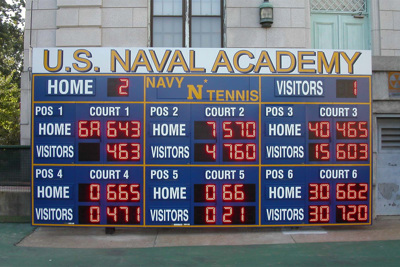 U.S. NAVAL ACADEMY
HOME 2 NAVY N TENNIS VISITORS 1
POS 1 COURT 1 POS 2 COURT 2 POS 3 COURT 3
HOME 6A 643 HOME 7 570 HOME 40 465
VISITORS 463 VISITORS 4 760 VISITORS 15 603
POS 4 COURT 4 POS 5 COURT 5 POS 6 COURT 6
HOME 0 665 HOME 0 66 HOME 30 662
VISITORS 0 471 VISITORS 0 21 VISITORS 30 720